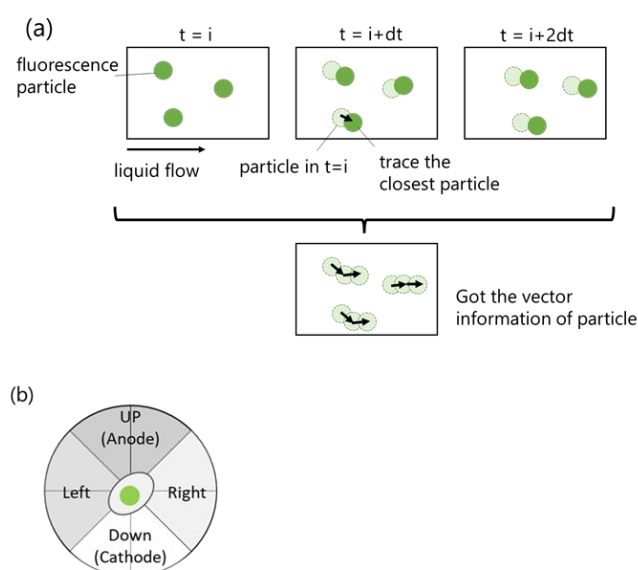 (a)
t = i
t = i+dt
t = i+2dt
fluorescence
particle
liquid flow
particle in t=i
trace the
closest particle
Got the vector
information of particle
(b)
UP
(Anode)
Left
Right
Down
(Cathode)